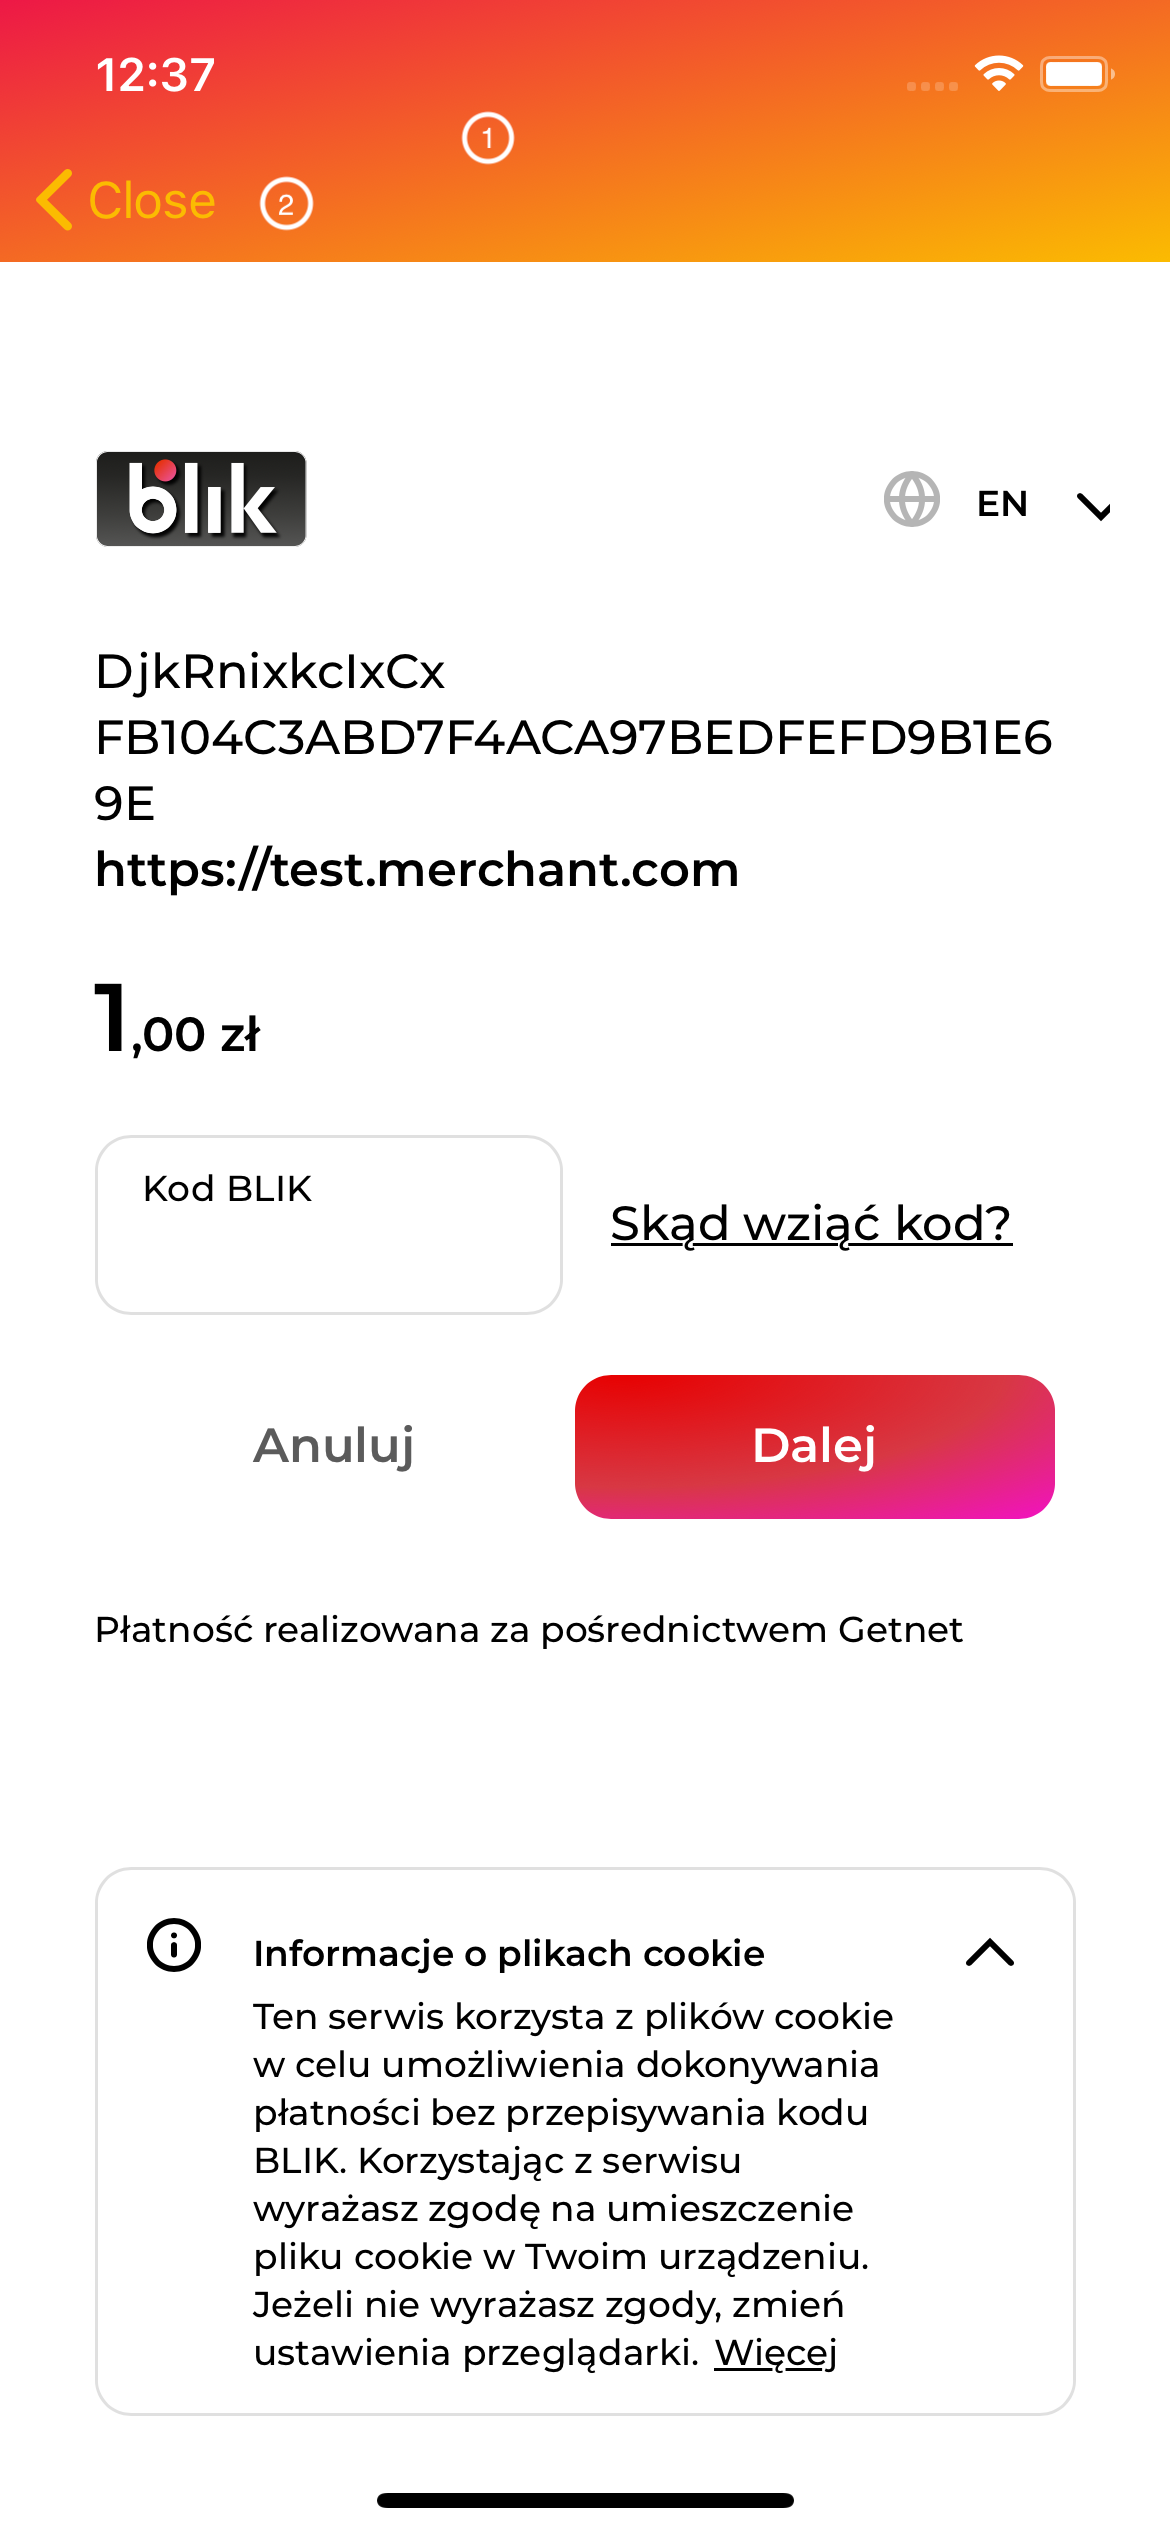 12:37
1
Close
2
blik
EN
DjkRnixkcIxCx
FB104C3ABD7F4ACA97BEDFEFD9B1E6
9E
https://test.merchant.com
1,00 zł
Kod BLIK
Skąd wziąć kod?
Anuluj
Dalej
Płatność realizowana za pośrednictwem Getnet
Informacje o plikach cookie
Ten serwis korzysta z plików cookie
w celu umożliwienia dokonywania
płatności bez przepisywania kodu
BLIK. Korzystając z serwisu
wyrażasz zgodę na umieszczenie
pliku cookie w Twoim urządzeniu.
Jeżeli nie wyrażasz zgody, zmień
ustawienia przeglądarki. Więcej